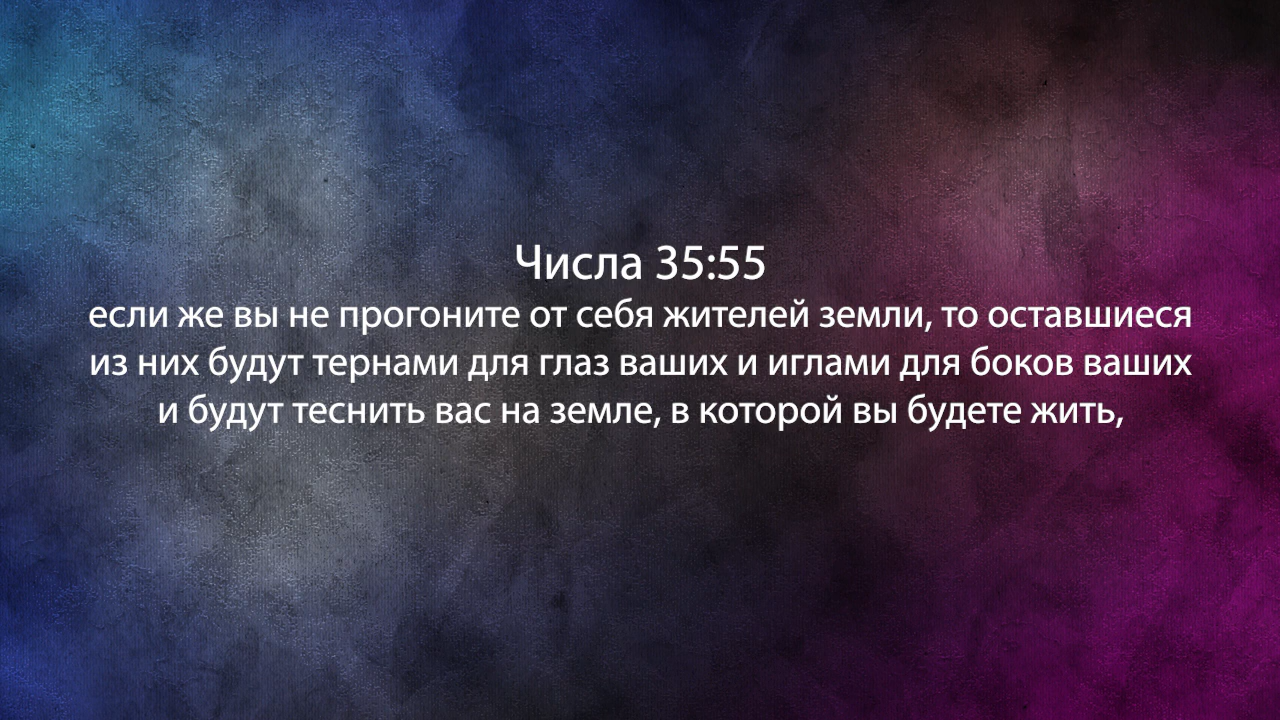 Числа 35:55
если же вы не прогоните от себя жителей земли, то оставшиеся
из них будут тернами для глаз ваших и иглами для боков ваших
и будут теснить вас на земле, в которой вы будете жить,